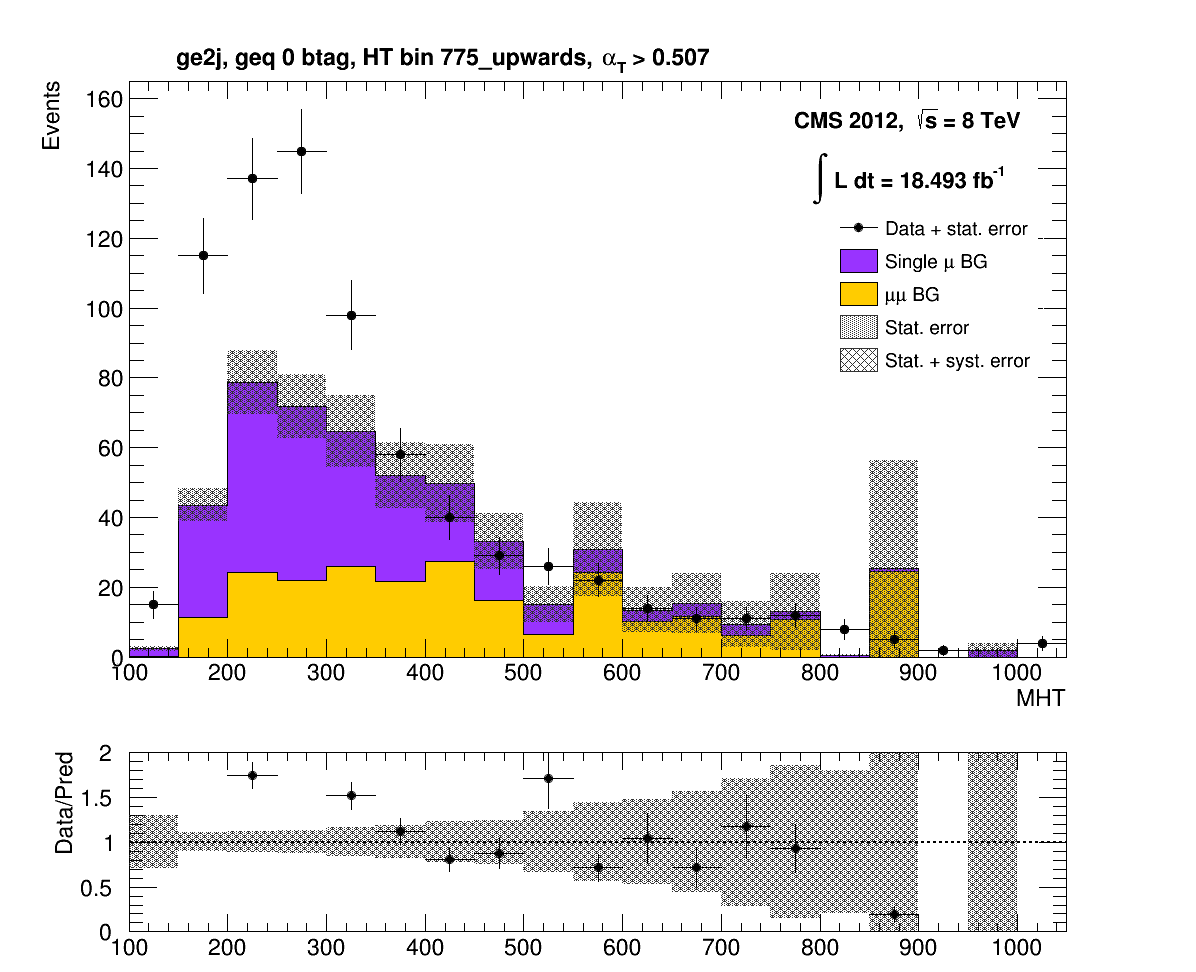 ge2j, geq 0 btag, HT bin 775_upwards, αT > 0.507
Events
160
140
120
100
80
60
40
20
0
CMS 2012, √s = 8 TeV
∫ L dt = 18.493 fb-1
Data + stat. error
Single μ BG
μμ BG
Stat. error
Stat. + syst. error
100 200 300 400 500 600 700 800 900 1000
MHT
Data/Pred
2
1.5
1
0.5
0
100 200 300 400 500 600 700 800 900 1000